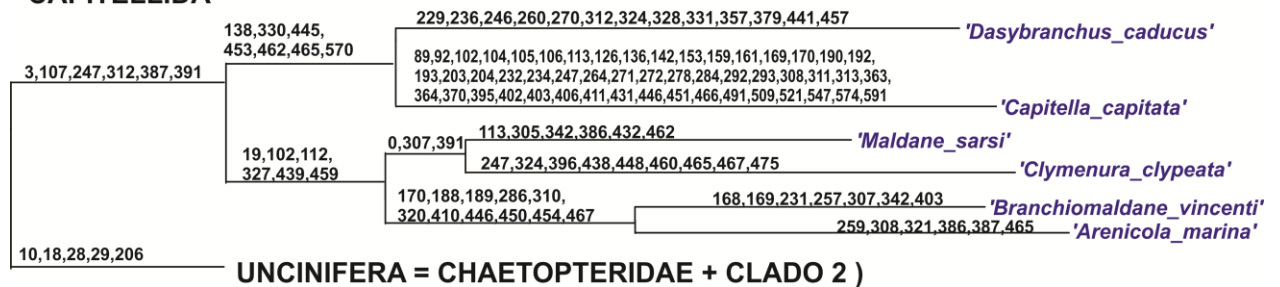 CAPITELLIDA
229,236,246,260,270,312,324,328,331,357,379,441,457
'Dasybranchus_caducus'
138,330,445,
453,462,465,570
89,92,102,104,105,106,113,126,136,142,153,159,161,169,170,190,192,
193,203,204,232,234,247,264,271,272,278,284,292,293,308,311,313,363,
364,370,395,402,403,406,411,431,446,451,466,491,509,521,547,574,591
'Capitella_capitata'
3,107,247,312,387,391
0,307,391
113,305,342,386,432,462
'Maldane_sarsi'
19,102,112,
327,439,459
247,324,396,438,448,460,465,467,475
'Clymenura_clypeata'
170,188,189,286,310,
320,410,446,450,454,467
168,169,231,257,307,342,403
'Branchiomaldane_vincenti'
259,308,321,386,387,465
'Arenicola_marina'
10,18,28,29,206
UNCINIFERA = CHAETOPTERIDAE + CLADO 2 )